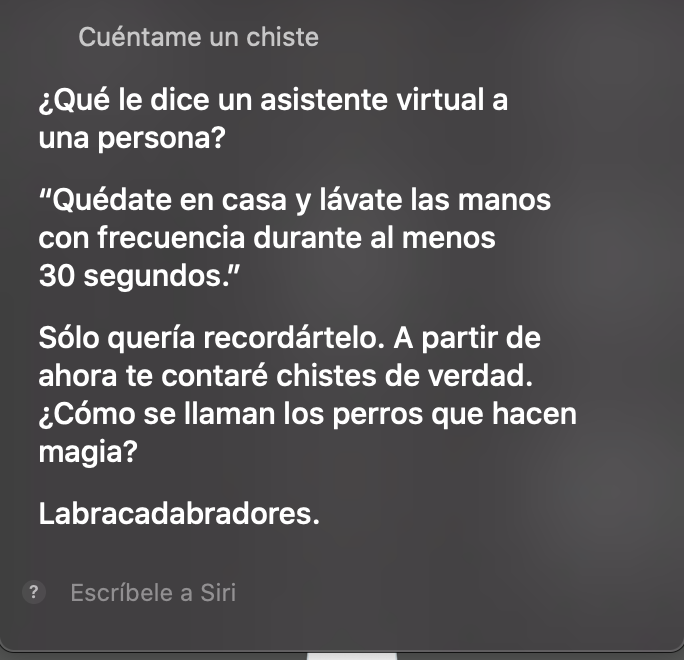 Cuéntame un chiste
¿Qué le dice un asistente virtual a
una persona?
“Quédate en casa y lávate las manos
con frecuencia durante al menos
30 segundos.”
Sólo quería recordártelo. A partir de
ahora te contaré chistes de verdad.
¿Cómo se llaman los perros que hacen
magia?
Labracadabradores.
? Escríbele a Siri